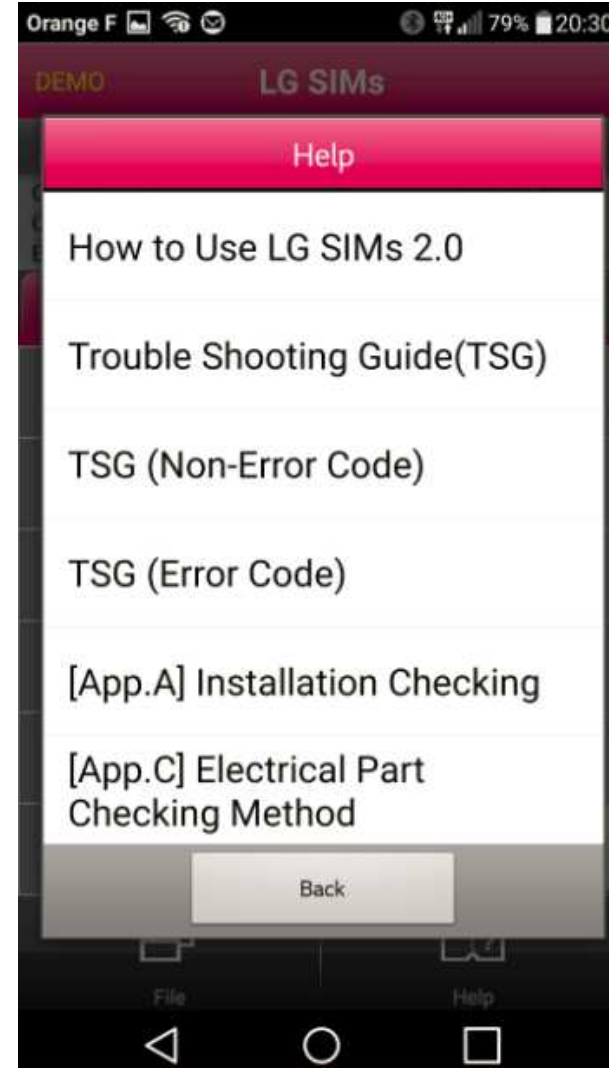 Orange F 79% 20:30
DEMO LG SIMs
Help
How to Use LG SIMs 2.0
Trouble Shooting Guide(TSG)
TSG (Non-Error Code)
TSG (Error Code)
[App.A] Installation Checking
[App.C] Electrical Part
Checking Method
Back
File Help